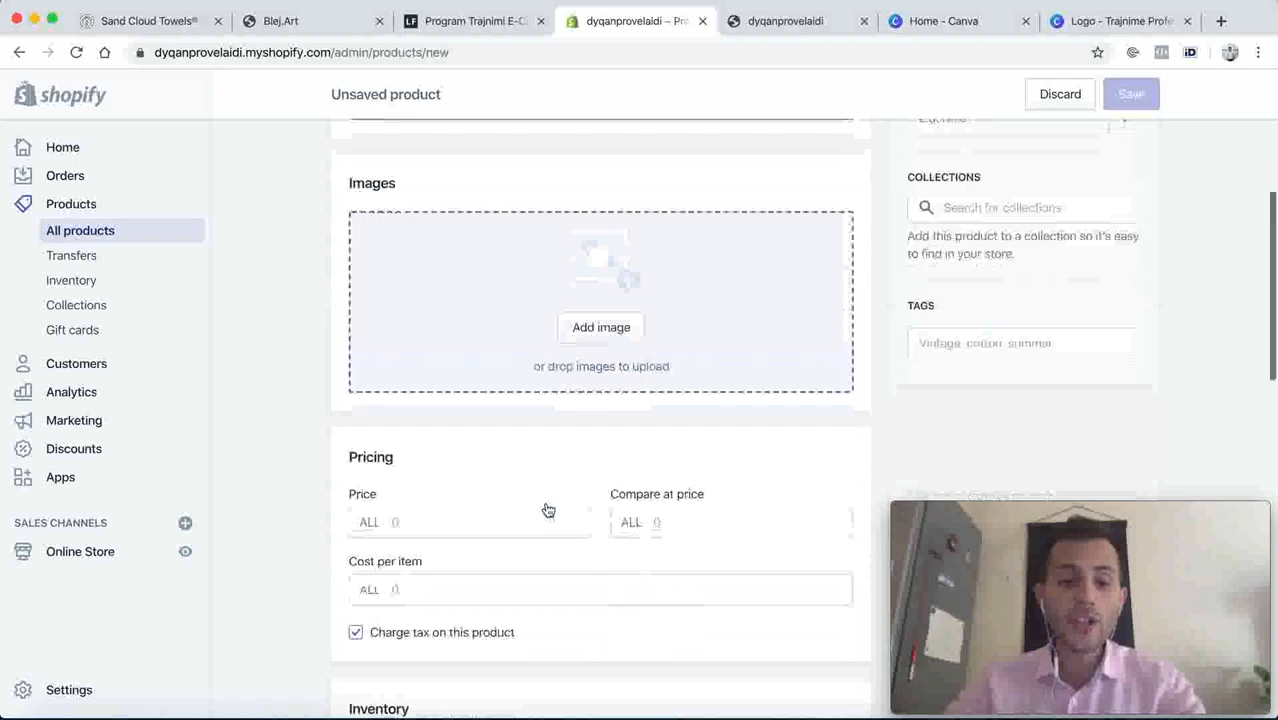 Sand Cloud Towels®
Blej.Art
Program Trajnimi E-C
dyqanprovelaidi – Pro
dyqanprovelaidi
Home - Canva
Logo - Trajnime Profe
dyqanprovelaidi.myshopify.com/admin/products/new
shopify
Unsaved product
Discard
Save
Home
Orders
Products
All products
Transfers
Inventory
Collections
Gift cards
Customers
Analytics
Marketing
Discounts
Apps
SALES CHANNELS
Online Store
Settings
Images
Add image
or drop images to upload
Pricing
Price
Compare at price
ALL 0
ALL 0
Cost per item
ALL 0
Charge tax on this product
Inventory
COLLECTIONS
Search for collections
Add this product to a collection so it's easy
to find in your store.
TAGS
Vintage, cotton, summer